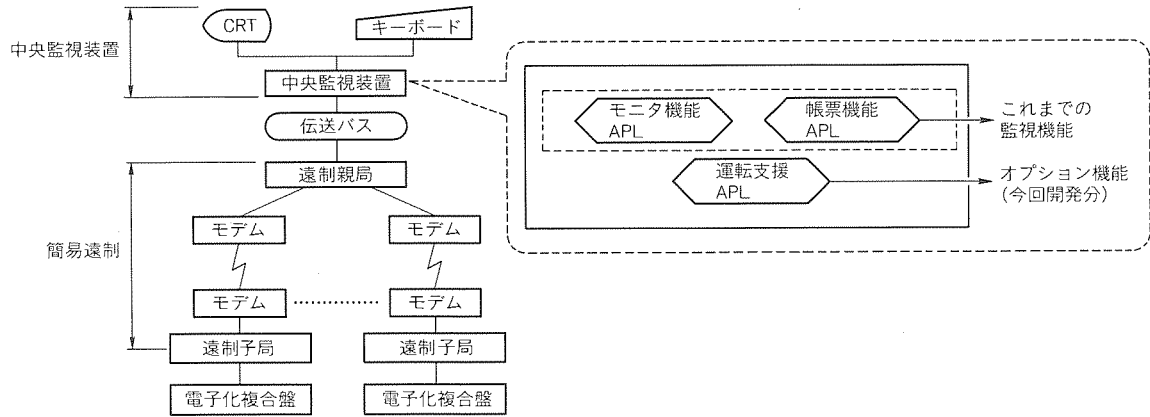 CRT
キーボード
中央監視装置
中央監視装置
伝送バス
遠制親局
簡易遠制
モデム
モデム
モデム
モデム
遠制子局
遠制子局
電子化複合盤
電子化複合盤
モニタ機能
APL
帳票機能
APL
これまでの
監視機能
運転支援
APL
オプション機能
(今回開発分)